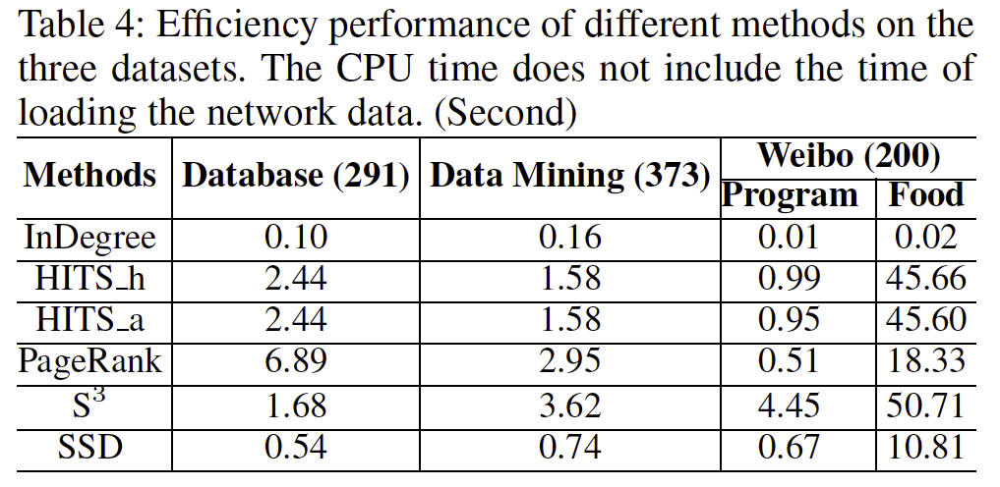 Table 4: Efficiency performance of different methods on the
three datasets. The CPU time does not include the time of
loading the network data. (Second)
Methods Database (291) Data Mining (373) Weibo (200)
Program Food
InDegree 0.10 0.16 0.01 0.02
HITS_h 2.44 1.58 0.99 45.66
HITS_a 2.44 1.58 0.95 45.60
PageRank 6.89 2.95 0.51 18.33
S³ 1.68 3.62 4.45 50.71
SSD 0.54 0.74 0.67 10.81